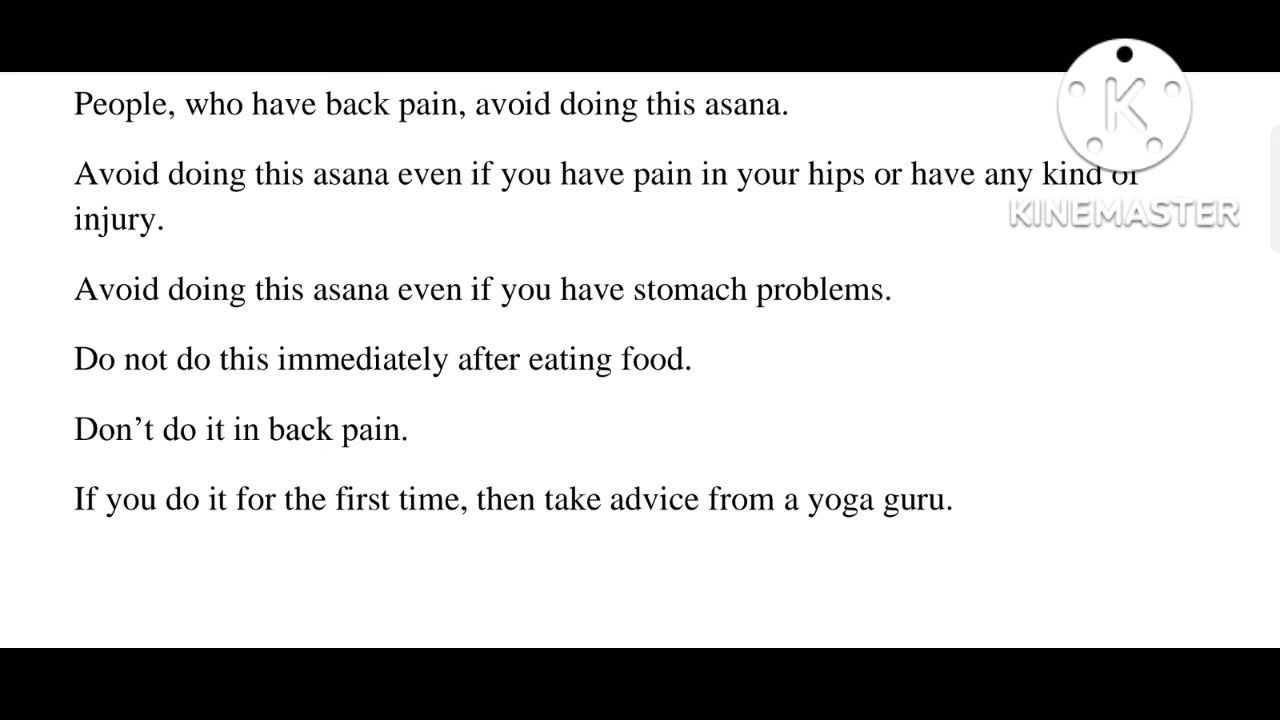 People, who have back pain, avoid doing this asana.
Avoid doing this asana even if you have pain in your hips or have any kind of
injury.
Avoid doing this asana even if you have stomach problems.
Do not do this immediately after eating food.
Don’t do it in back pain.
If you do it for the first time, then take advice from a yoga guru.
K
KINEMASTER